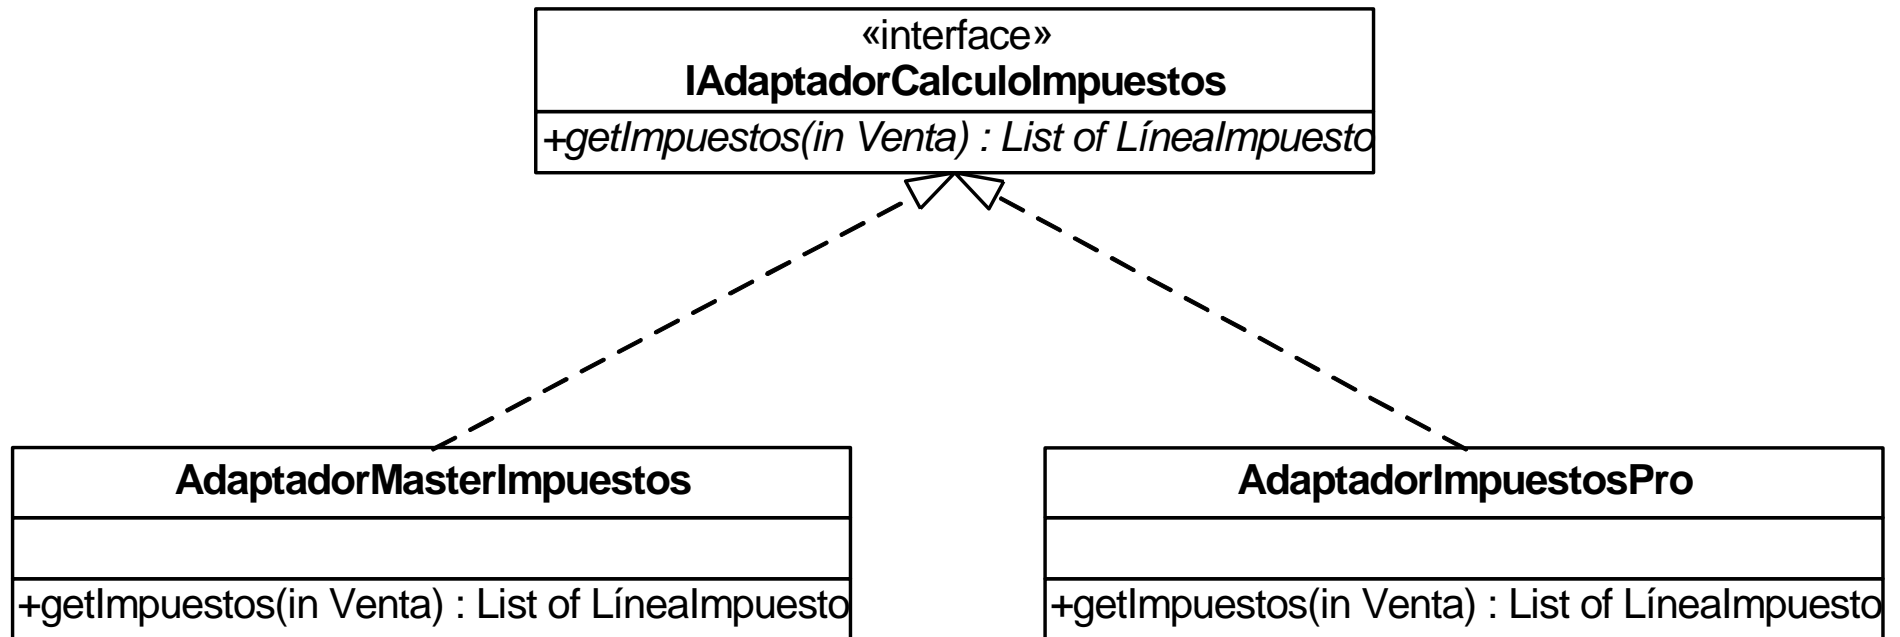 «interface»
IAdaptadorCalculoImpuestos
+getImpuestos(in Venta) : List of LíneaImpuesto
AdaptadorMasterImpuestos
+getImpuestos(in Venta) : List of LíneaImpuesto
AdaptadorImpuestosPro
+getImpuestos(in Venta) : List of LíneaImpuesto